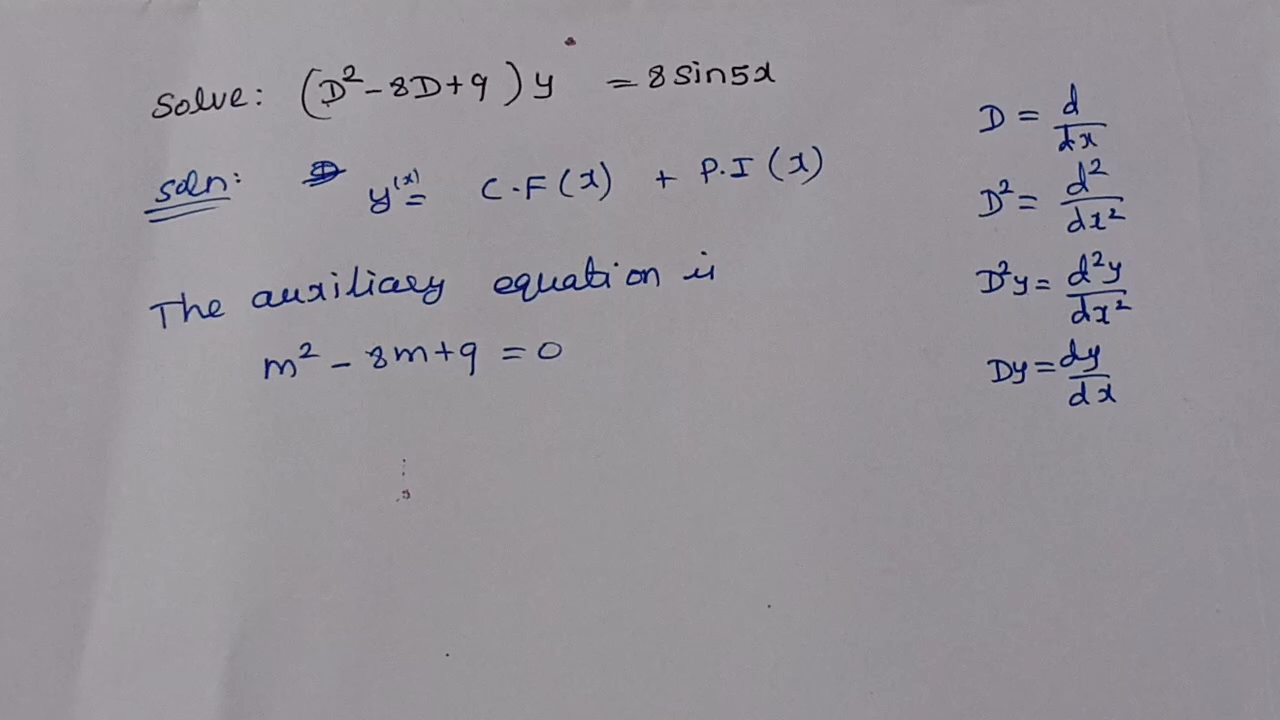 Solve: (D² - 8D + 9) y = 8 sin5x
Soln: y(x) = C.F (x) + P.I (x)
The auxiliary equation is
m² - 8m + 9 = 0
D = d/dx
D² = d²/dx²
D²y = d²y/dx²
Dy = dy/dx